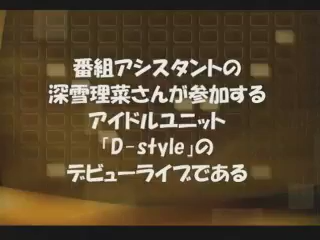 番組アシスタントの
深雪理菜さんが参加する
アイドルユニット
「D-style」の
デビューライブである